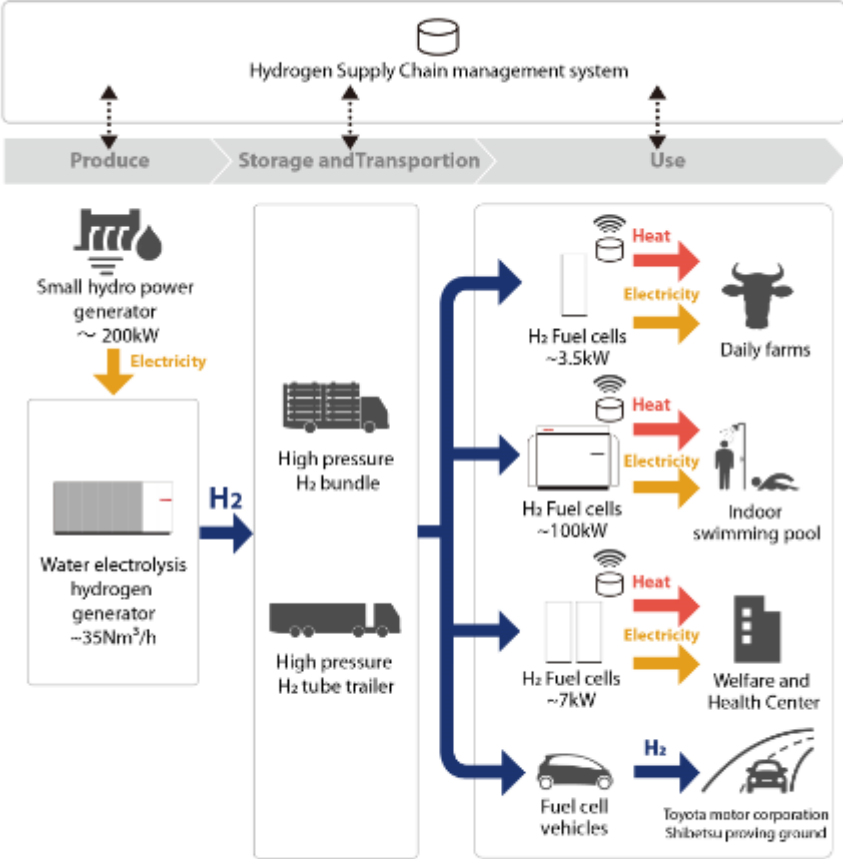 Hydrogen Supply Chain management system
Produce
Storage andTransportion
Use
Small hydro power
generator
～ 200kW
Electricity
Water electrolysis
hydrogen
generator
~35Nm³/h
H2
High pressure
H₂ bundle
High pressure
H₂ tube trailer
H₂ Fuel cells
~3.5kW
Heat
Electricity
Daily farms
H₂ Fuel cells
~100kW
Heat
Electricity
Indoor
swimming pool
H₂ Fuel cells
~7kW
Heat
Electricity
Welfare and
Health Center
Fuel cell
vehicles
H₂
Toyota motor corporation
Shibetsu proving ground